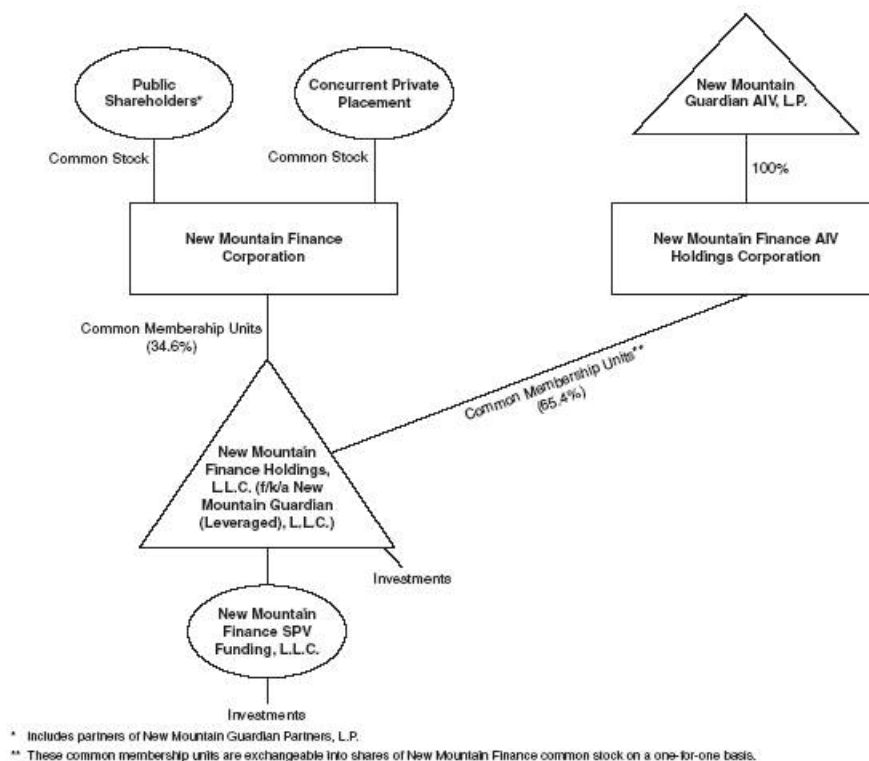 Public
Shareholders*
Concurrent Private
Placement
New Mountain
Guardian AIV, L.P.
Common Stock
Common Stock
100%
New Mountain Finance
Corporation
New Mountain Finance AIV
Holdings Corporation
Common Membership Units
(34.6%)
Common Membership Units**
(65.4%)
New Mountain
Finance Holdings,
L.L.C. (f/k/a New
Mountain Guardian
(Leveraged), L.L.C.)
Investments
New Mountain
Finance SPV
Funding, L.L.C.
Investments
* Includes partners of New Mountain Guardian Partners, L.P.
** These common membership units are exchangeable into shares of New Mountain Finance common stock on a one-for-one basis.